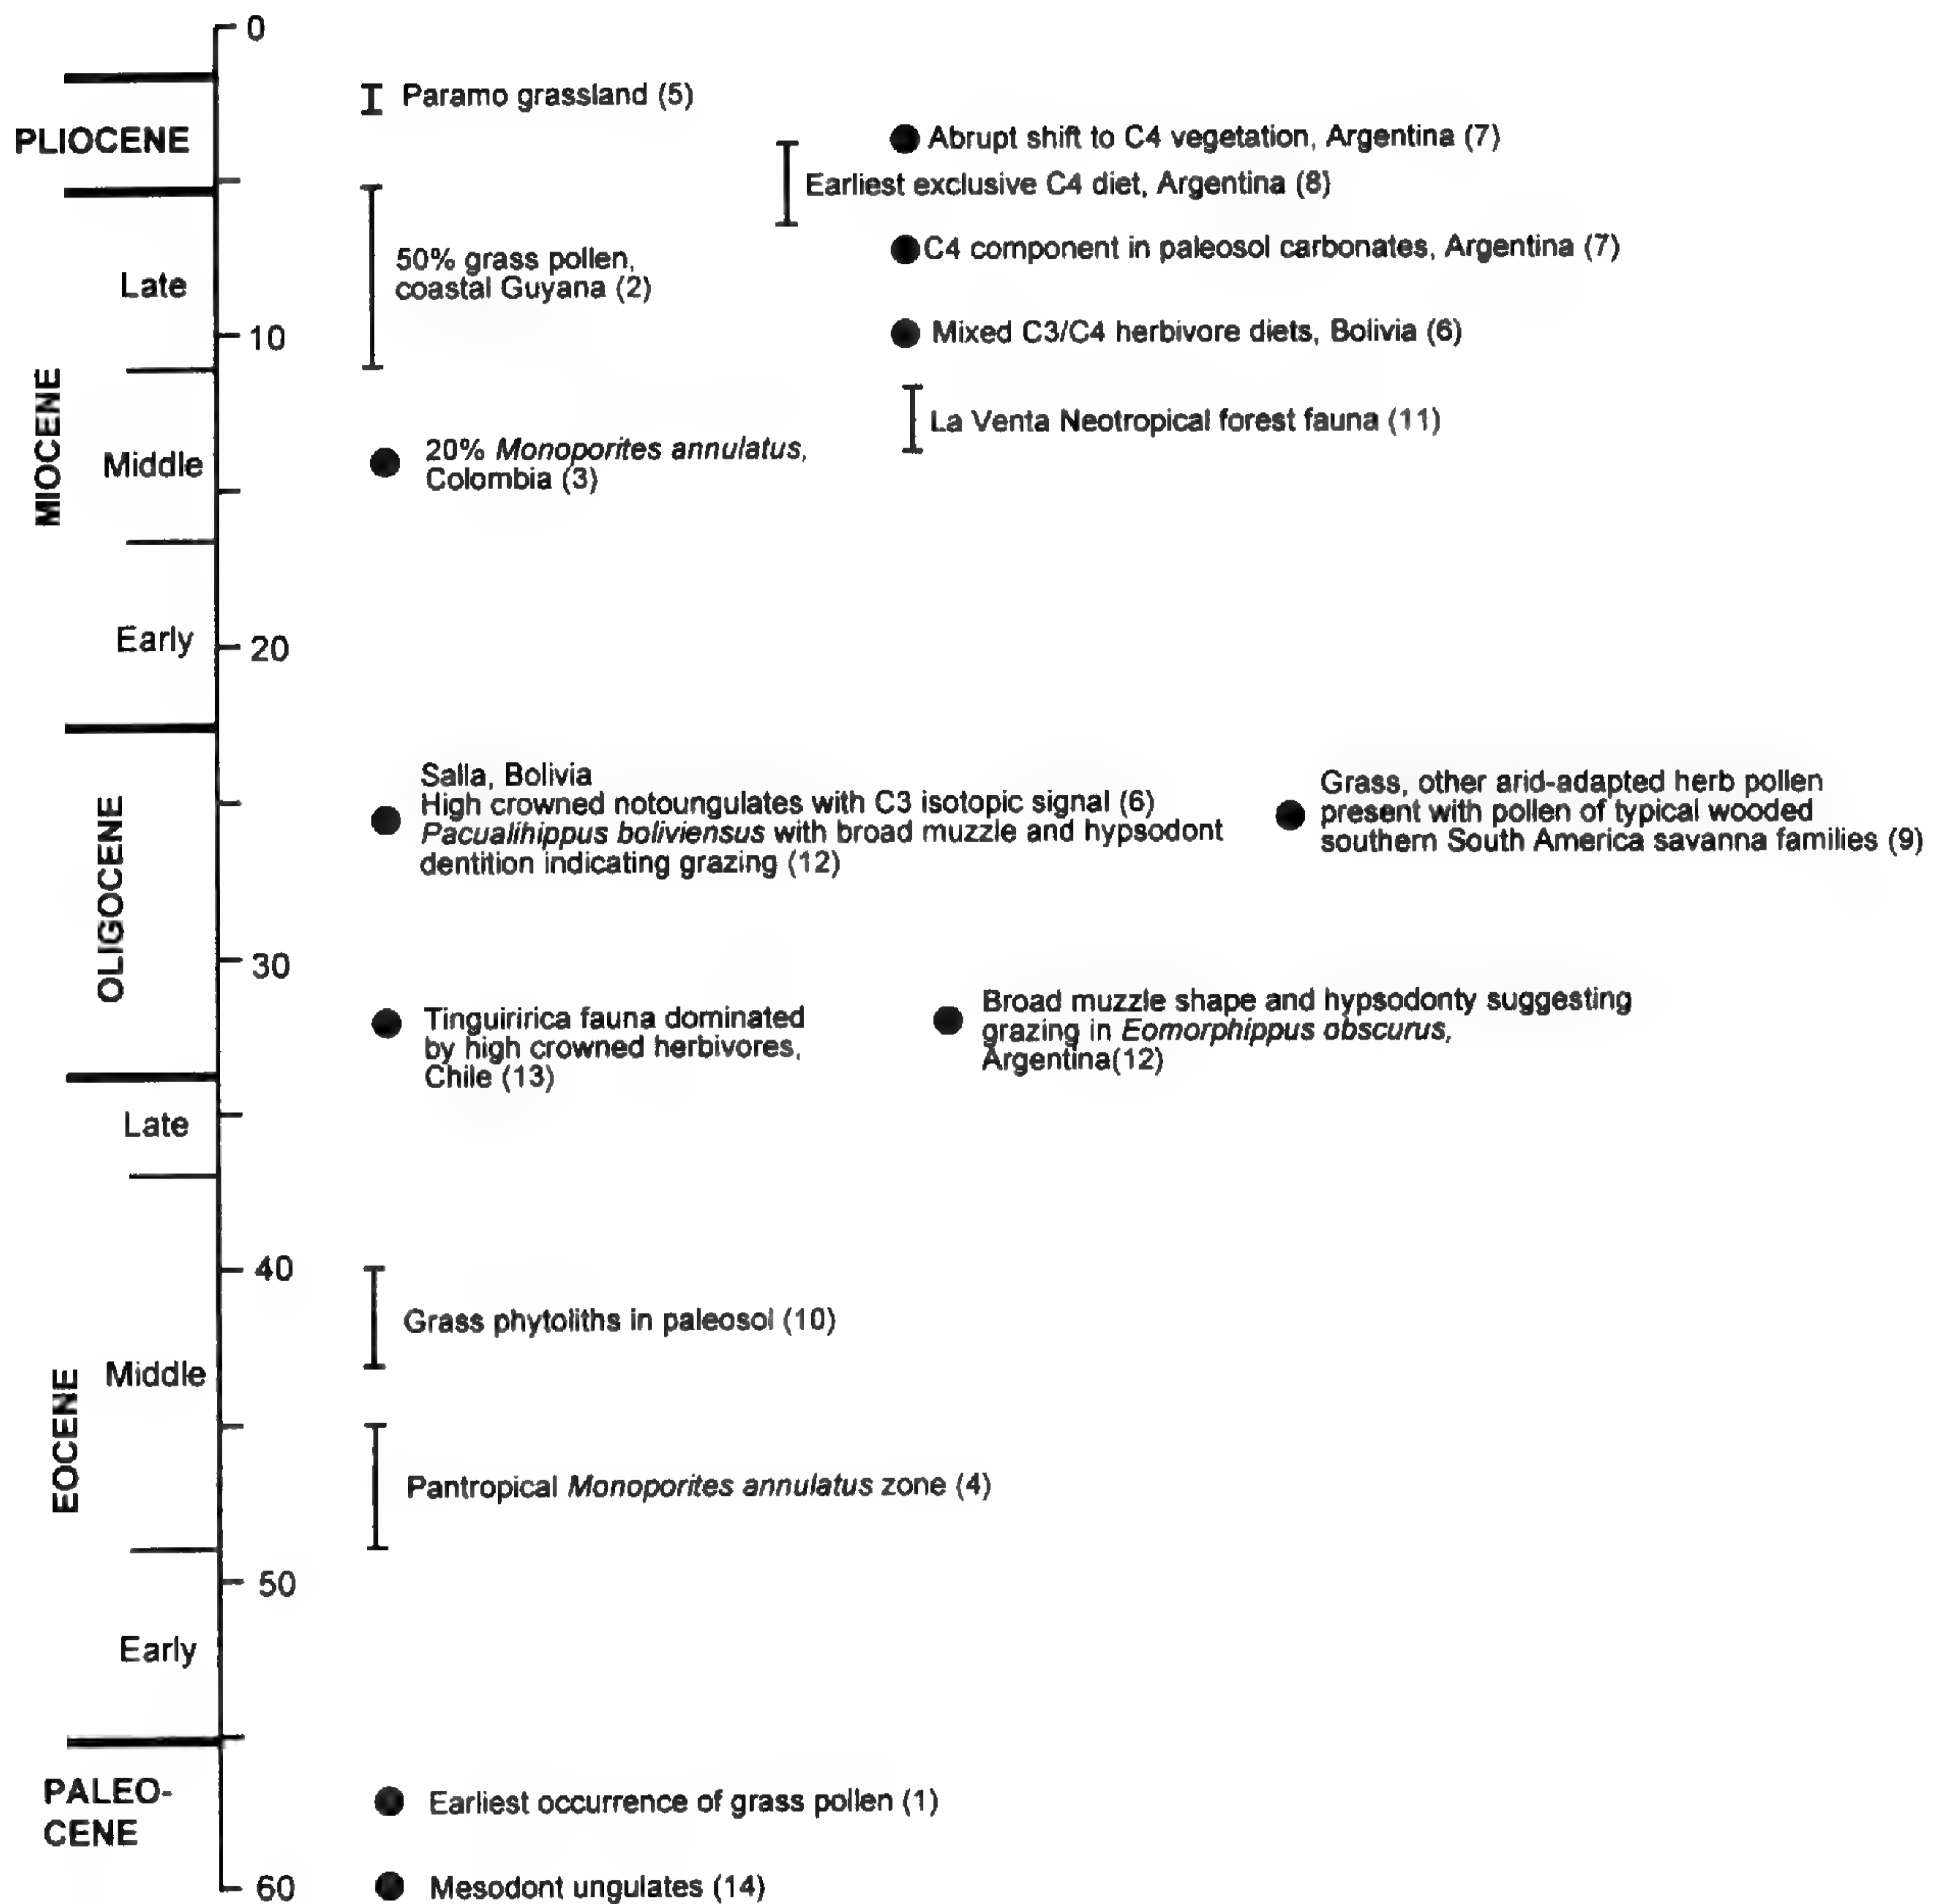 0
Paramo grassland (5)
PLIOCENE
Abrupt shift to C4 vegetation, Argentina (7)
Earliest exclusive C4 diet, Argentina (8)
50% grass pollen,
coastal Guyana (2)
C4 component in paleosol carbonates, Argentina (7)
Late
10
Mixed C3/C4 herbivore diets, Bolivia (6)
La Venta Neotropical forest fauna (11)
MIOCENE
Middle
20% Monoporites annulatus,
Colombia (3)
Early
20
Salla, Bolivia
High crowned notoungulates with C3 isotopic signal (6)
Pacualihippus boliviensus with broad muzzle and hypsodont
dentition indicating grazing (12)
Grass, other arid-adapted herb pollen
present with pollen of typical wooded
southern South America savanna families (9)
OLIGOCENE
30
Tinguiririca fauna dominated
by high crowned herbivores,
Chile (13)
Broad muzzle shape and hypsodonty suggesting
grazing in Eomorphippus obscurus,
Argentina(12)
Late
40
Grass phytoliths in paleosol (10)
Middle
EOCENE
Pantropical Monoporites annulatus zone (4)
50
Early
PALEO-
CENE
Earliest occurrence of grass pollen (1)
60
Mesodont ungulates (14)